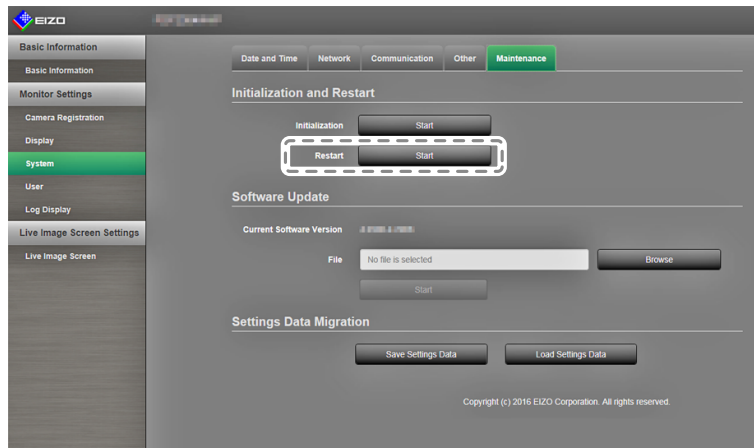 EIZO
Basic Information
Basic Information
Monitor Settings
Camera Registration
Display
System
User
Log Display
Live Image Screen Settings
Live Image Screen
Date and Time Network Communication Other Maintenance
Initialization and Restart
Initialization Start
Restart Start
Software Update
Current Software Version
File No file is selected Browse
Start
Settings Data Migration
Save Settings Data Load Settings Data
Copyright (c) 2016 EIZO Corporation. All rights reserved.